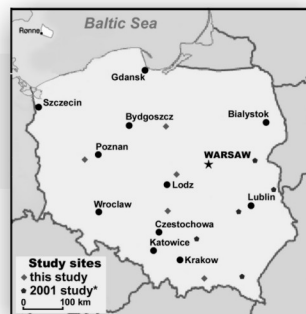 Rønne
Baltic Sea
Gdansk
Szczecin
Bydgoszcz
Bialystok
Poznan
WARSAW
Lodz
Lublin
Wroclaw
Czestochowa
Katowice
Krakow
Study sites
this study
2001 study*
0 100 km